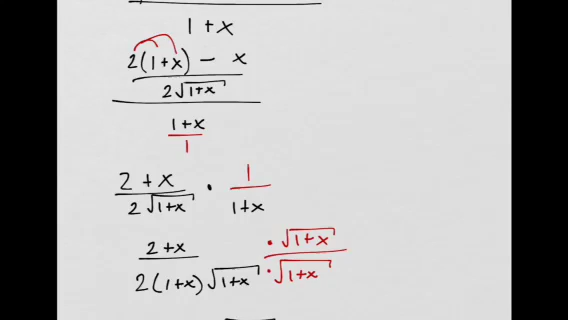 1 + x
2(1+x) - x
2√1+x
1+x
1
2 + x · 1
2 √1+x 1+x
2+x · √1+x
2(1+x)√1+x · √1+x